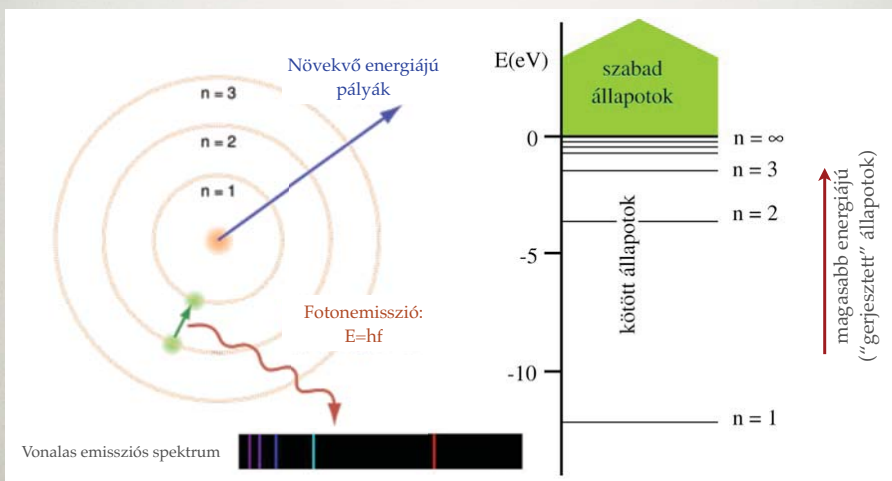 Növekvő energiájú
pályák
n = 3
n = 2
n = 1
Fotonemisszió:
E=hf
Vonalas emissziós spektrum
E(eV)
szabad
állapotok
0
-5
-10
n = ∞
n = 3
n = 2
n = 1
kötött állapotok
magasabb energiájú
("gerjesztett" állapotok)